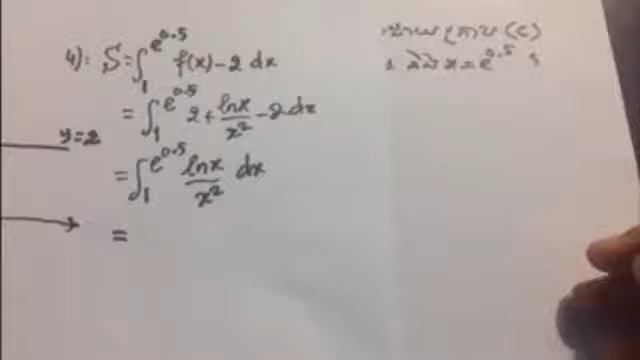 4): S = ∫₁^{e^{0.5}} f(x) - 2 dx
= ∫₁^{e^{0.5}} 2 + lnx/x² - 2 dx
y=2
= ∫₁^{e^{0.5}} lnx/x² dx
=
(c)
x = e^{0.5}